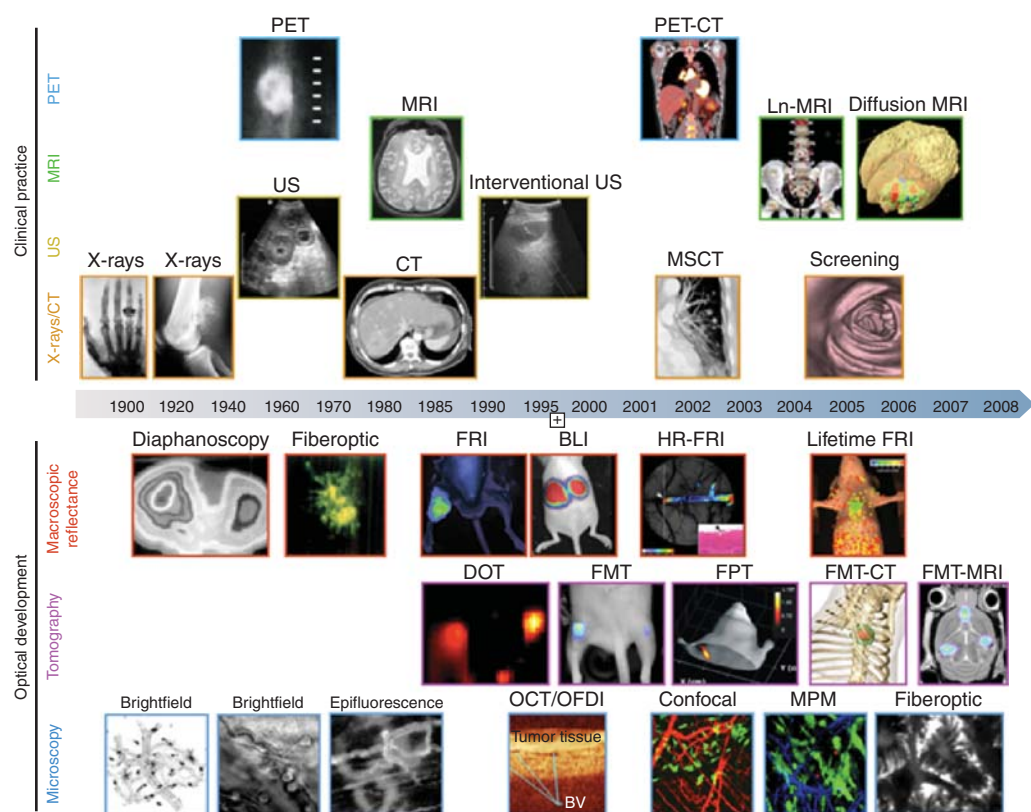 PET
PET-CT
MRI
Ln-MRI
Diffusion MRI
US
Interventional US
X-rays
X-rays
CT
MSCT
Screening
Clinical practice
PET
MRI
US
X-rays/CT
1900 1920 1940 1960 1970 1980 1985 1990 1995 2000 2001 2002 2003 2004 2005 2006 2007 2008
+
Diaphanoscopy
Fiberoptic
FRI
BLI
HR-FRI
Lifetime FRI
DOT
FMT
FPT
FMT-CT
FMT-MRI
Brightfield
Brightfield
Epifluorescence
OCT/OFDI
Tumor tissue
BV
Confocal
MPM
Fiberoptic
Optical development
Macroscopic
reflectance
Tomography
Microscopy